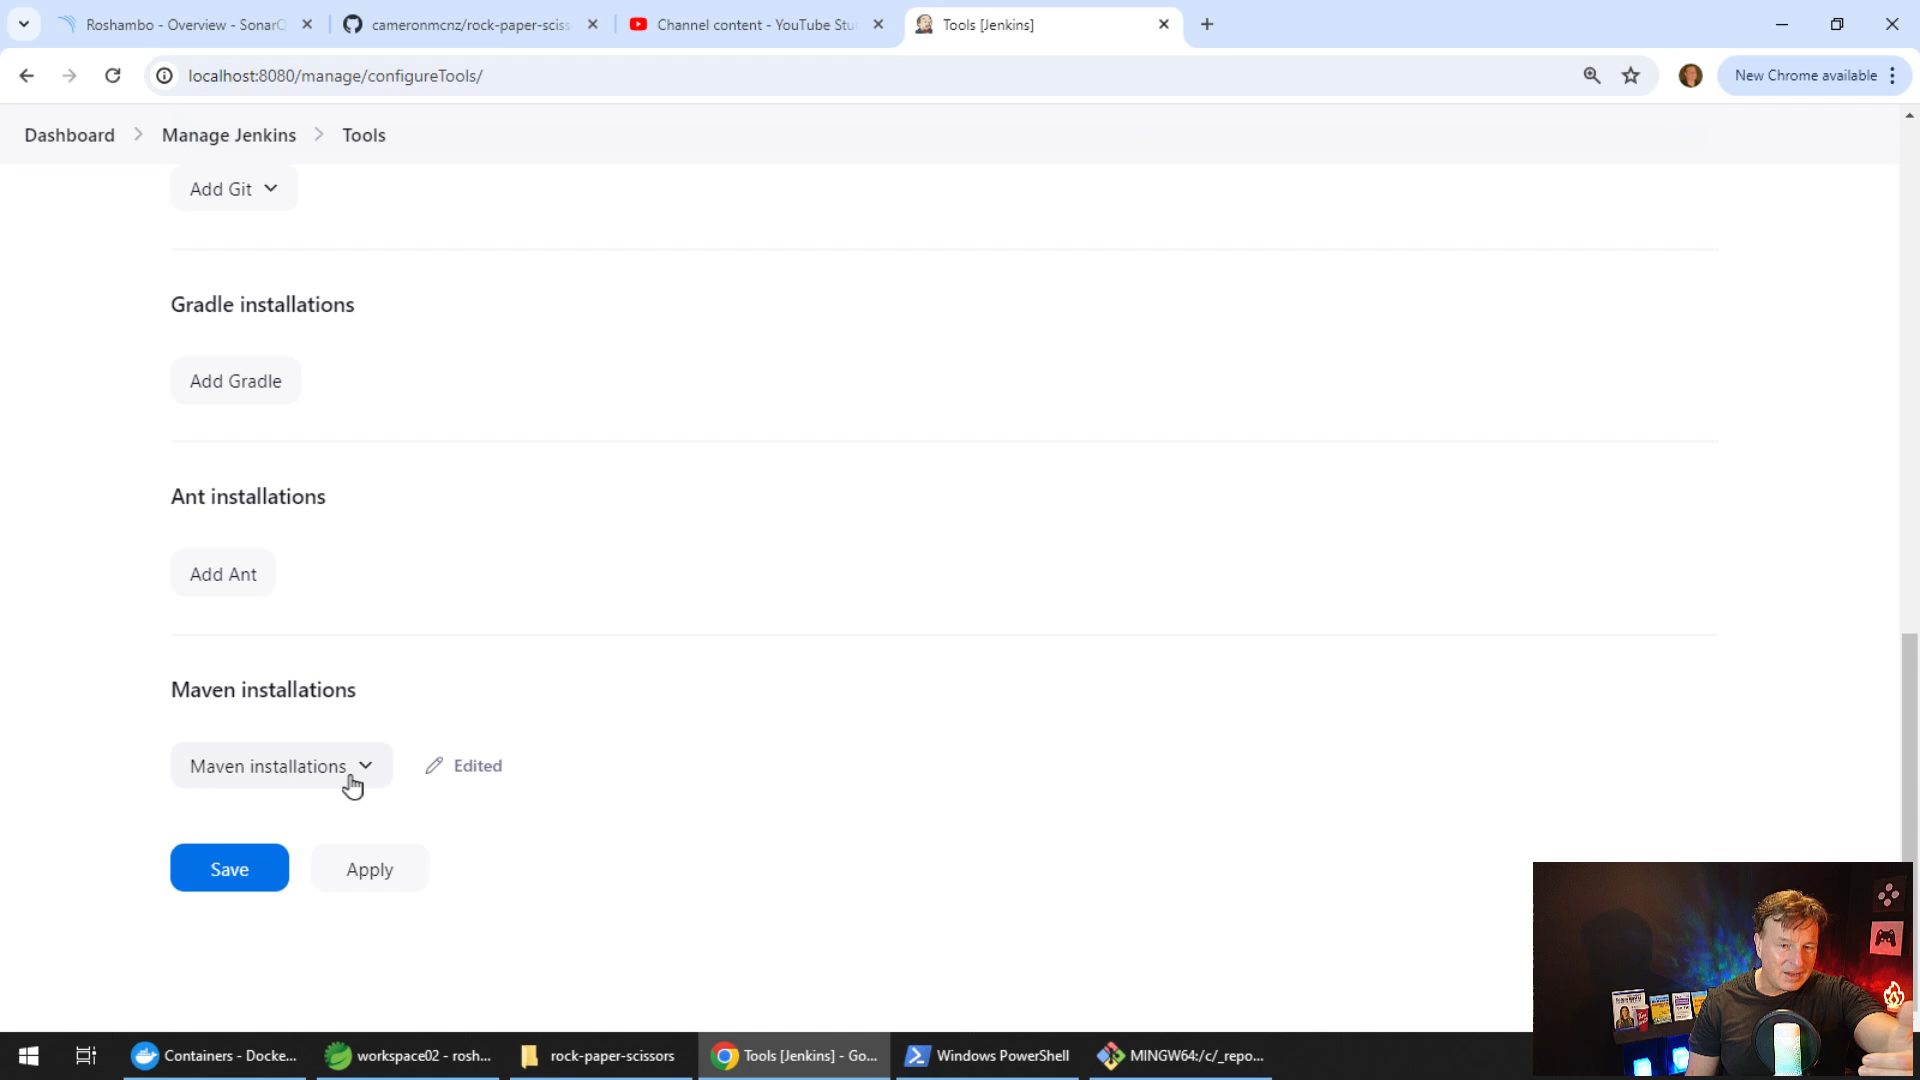 Roshambo - Overview - SonarQ
cameronmcnz/rock-paper-sciss
Channel content - YouTube Stu
Tools [Jenkins]
localhost:8080/manage/configureTools/
New Chrome available
Dashboard
Manage Jenkins
Tools
Add Git
Gradle installations
Add Gradle
Ant installations
Add Ant
Maven installations
Maven installations
Edited
Save
Apply
Containers - Docke...
workspace02 - rosh...
rock-paper-scissors
Tools [Jenkins] - Go...
Windows PowerShell
MINGW64:/c/_repo...